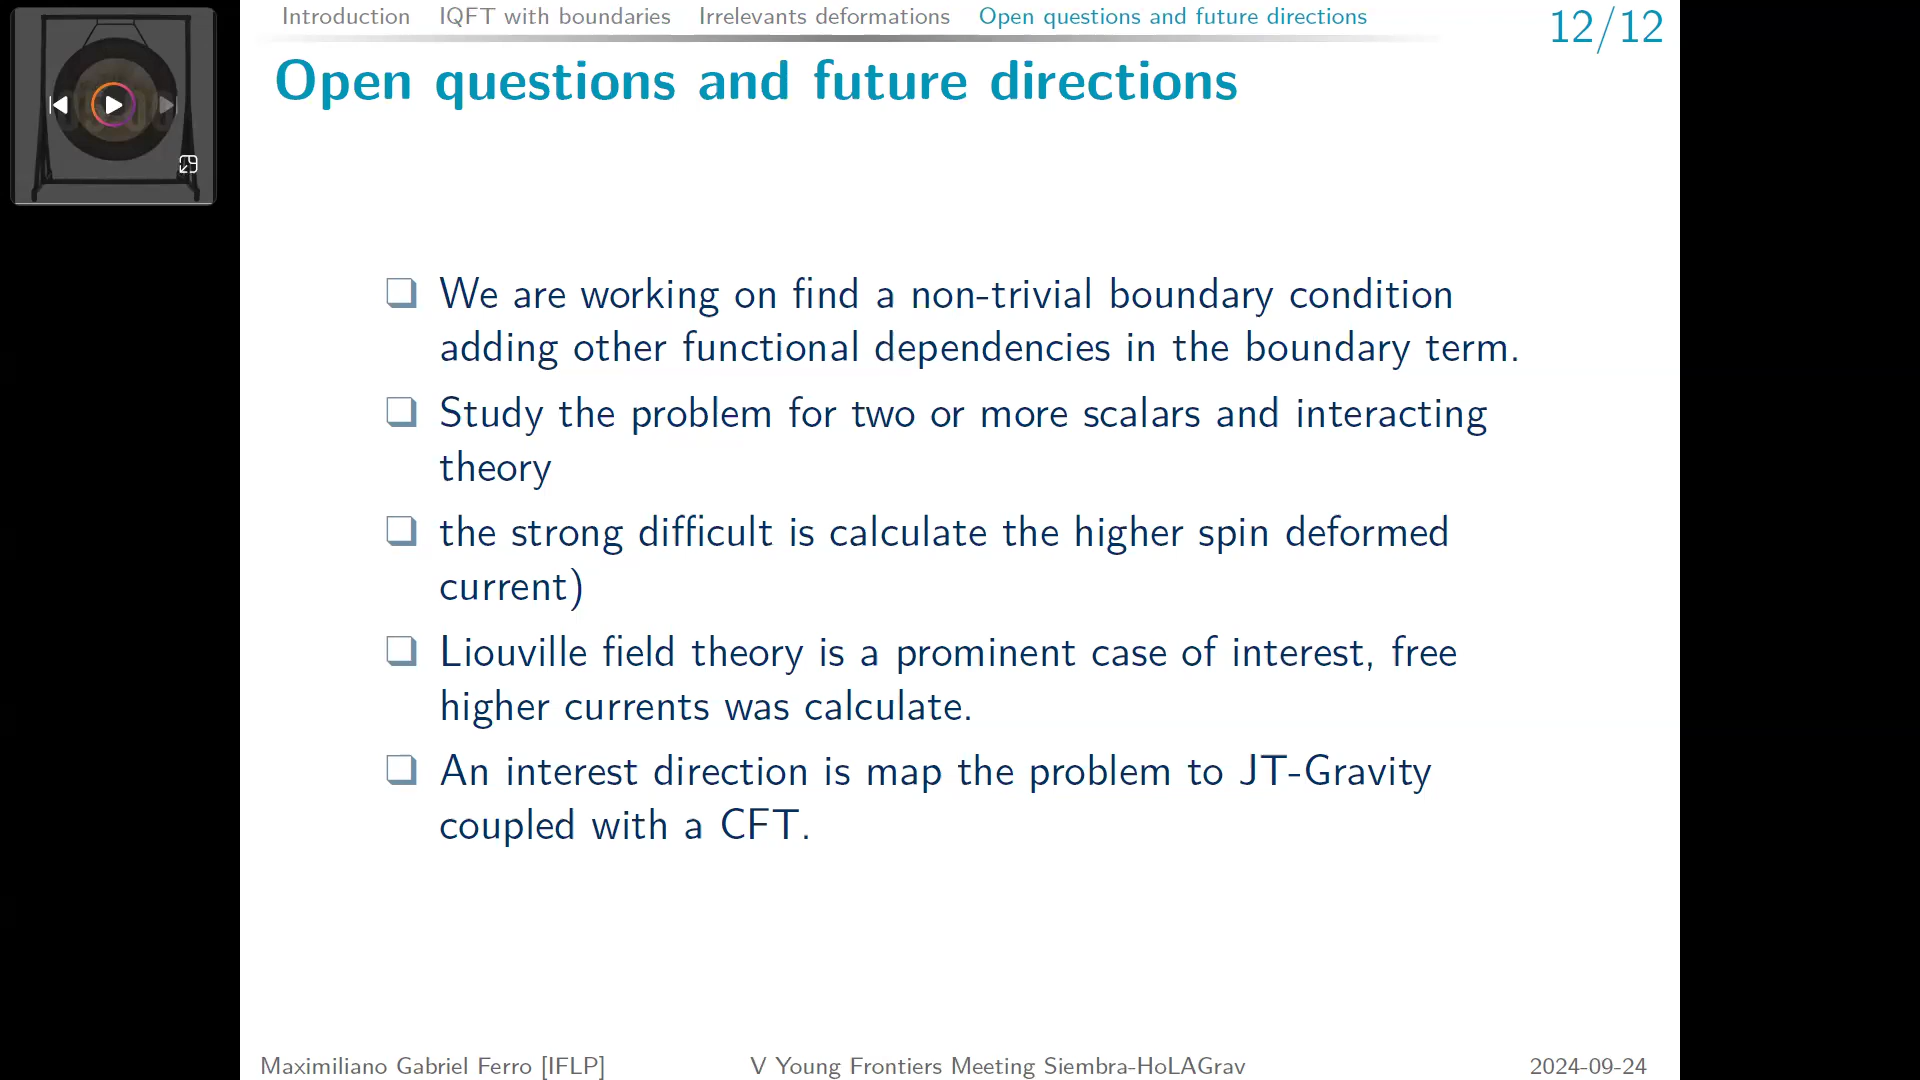 Introduction IQFT with boundaries Irrelevants deformations Open questions and future directions 12/12
Open questions and future directions
❑ We are working on find a non-trivial boundary condition
adding other functional dependencies in the boundary term.
❑ Study the problem for two or more scalars and interacting
theory
❑ the strong difficult is calculate the higher spin deformed
current)
❑ Liouville field theory is a prominent case of interest, free
higher currents was calculate.
❑ An interest direction is map the problem to JT-Gravity
coupled with a CFT.
Maximiliano Gabriel Ferro [IFLP] V Young Frontiers Meeting Siembra-HoLAGrav 2024-09-24